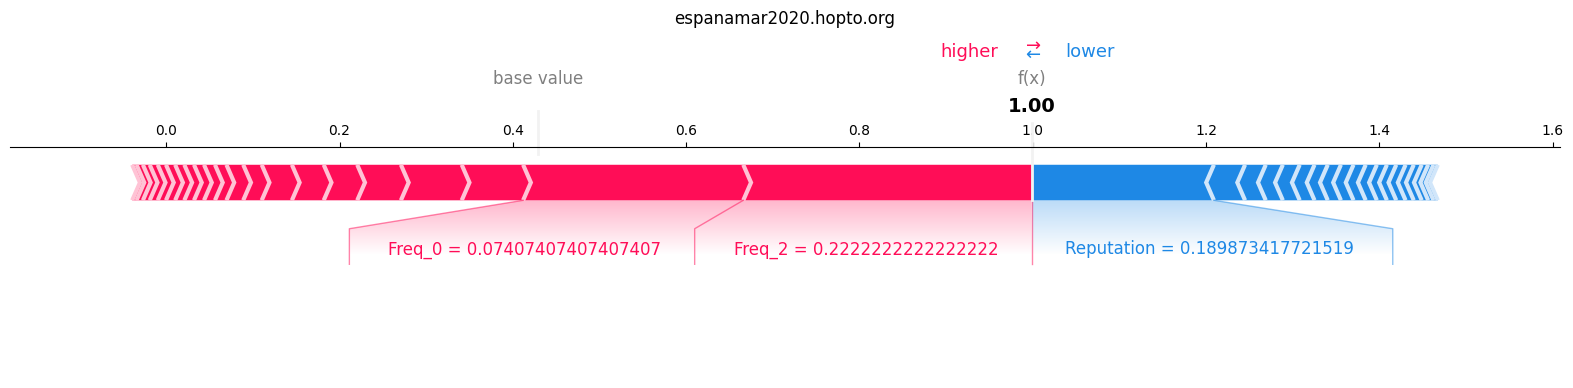 espanamar2020.hopto.org
higher ⇄ lower
base value f(x)
1.00
0.0 0.2 0.4 0.6 0.8 1.0 1.2 1.4 1.6
Freq_0 = 0.07407407407407407 Freq_2 = 0.2222222222222222 Reputation = 0.189873417721519